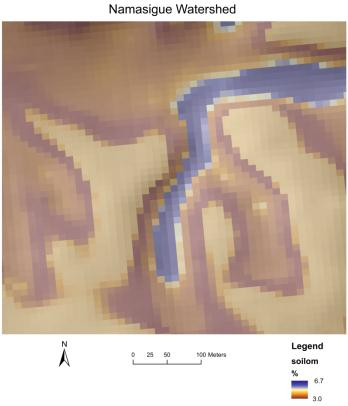 Namasigue Watershed
N
0 25 50 100 Meters
Legend
soilom
%
6.7
3.0